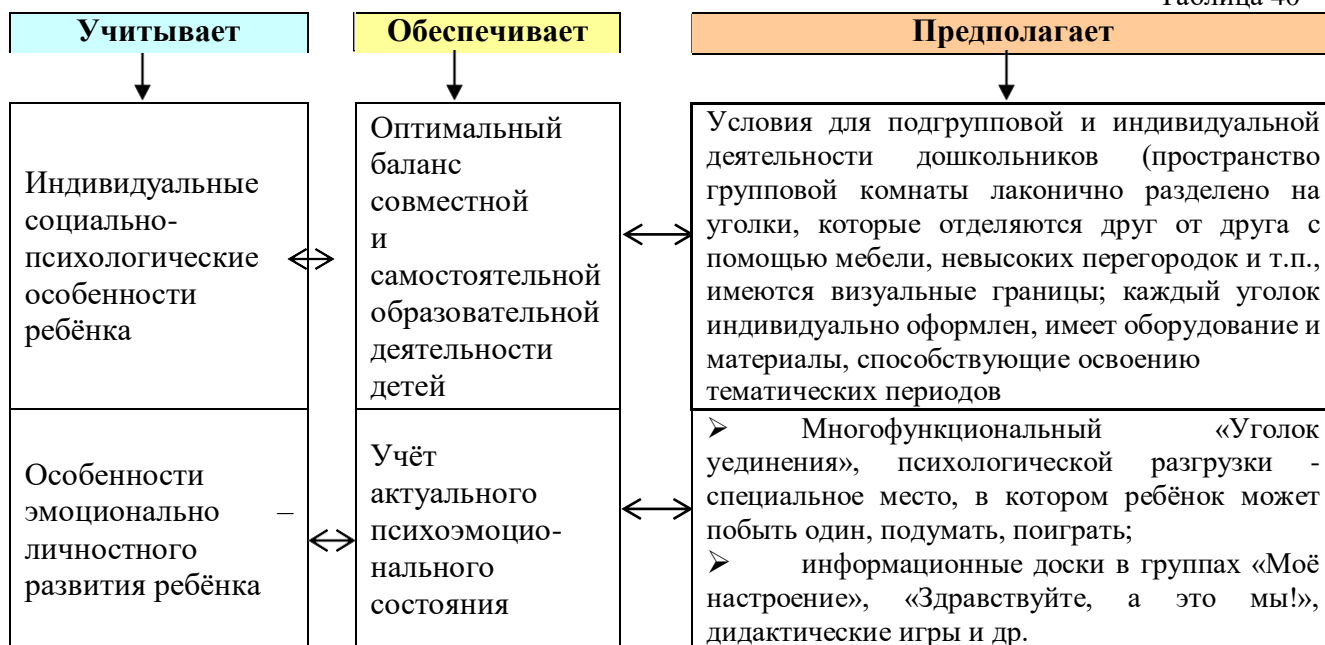 Таблица 40
Учитывает
Обеспечивает
Предполагает
Индивидуальные
социально-
психологические
особенности
ребёнка
Оптимальный
баланс
совместной
и
самостоятельной
образовательной
деятельности
детей
Условия для подгрупповой и индивидуальной
деятельности дошкольников (пространство
групповой комнаты лаконично разделено на
уголки, которые отделяются друг от друга с
помощью мебели, невысоких перегородок и т.п.,
имеются визуальные границы; каждый уголок
индивидуально оформлен, имеет оборудование и
материалы, способствующие освоению
тематических периодов
Особенности
эмоционально –
личностного
развития ребёнка
Учёт
актуального
психоэмоцио-
нального
состояния
➢ Многофункциональный «Уголок
уединения», психологической разгрузки -
специальное место, в котором ребёнок может
побыть один, подумать, поиграть;
➢ информационные доски в группах «Моё
настроение», «Здравствуйте, а это мы!»,
дидактические игры и др.